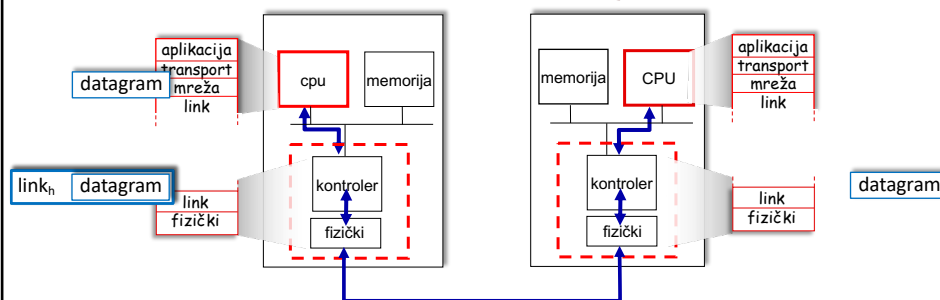 aplikacija
transport
mreža
link
datagram
cpu
memorija
linkₕ datagram
link
fizički
kontroler
fizički
memorija
CPU
aplikacija
transport
mreža
link
kontroler
fizički
link
fizički
datagram